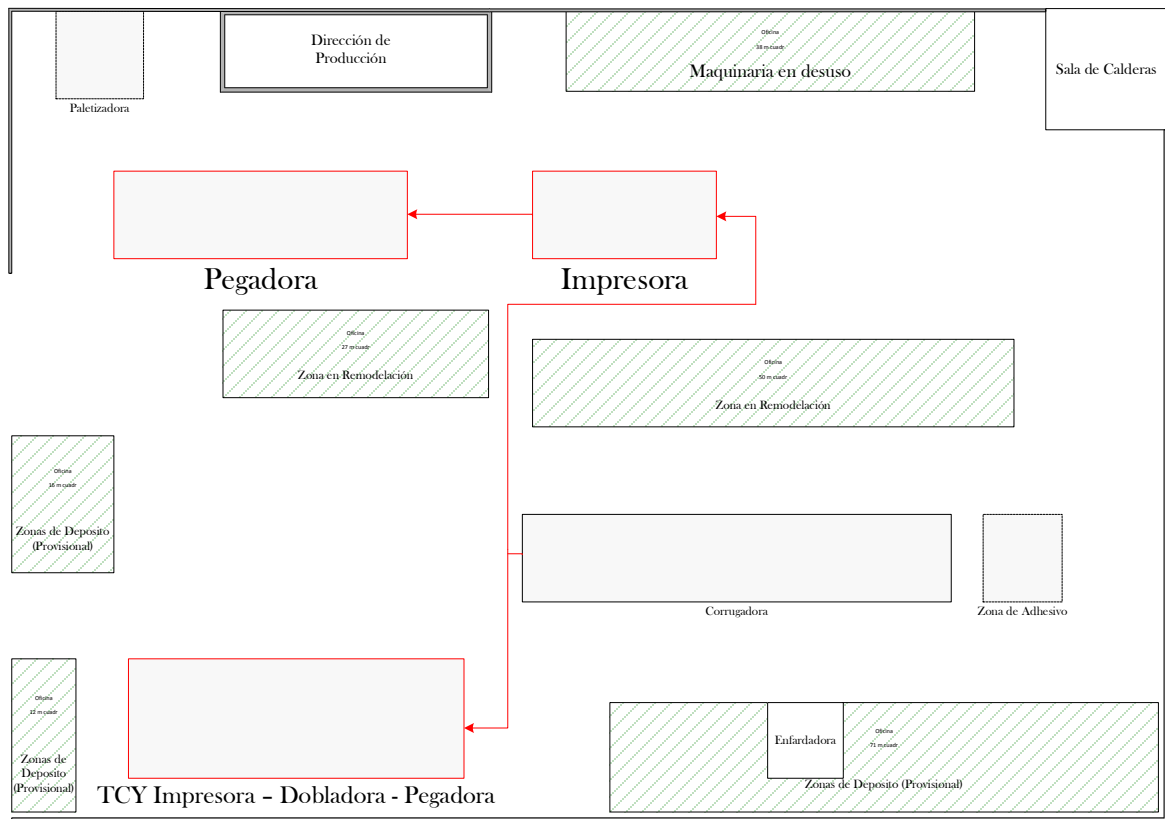 Dirección de
Producción
Oficina
38 m cuadr
Maquinaria en desuso
Sala de Calderas
Paletizadora
Pegadora
Impresora
Oficina
27 m cuadr
Zona en Remodelación
Oficina
50 m cuadr
Zona en Remodelación
Oficina
16 m cuadr
Zonas de Deposito
(Provisional)
Corrugadora
Zona de Adhesivo
Oficina
12 m cuadr
Zonas de
Deposito
(Provisional)
TCY Impresora – Dobladora - Pegadora
Enfardadora
Oficina
71 m cuadr
Zonas de Deposito (Provisional)